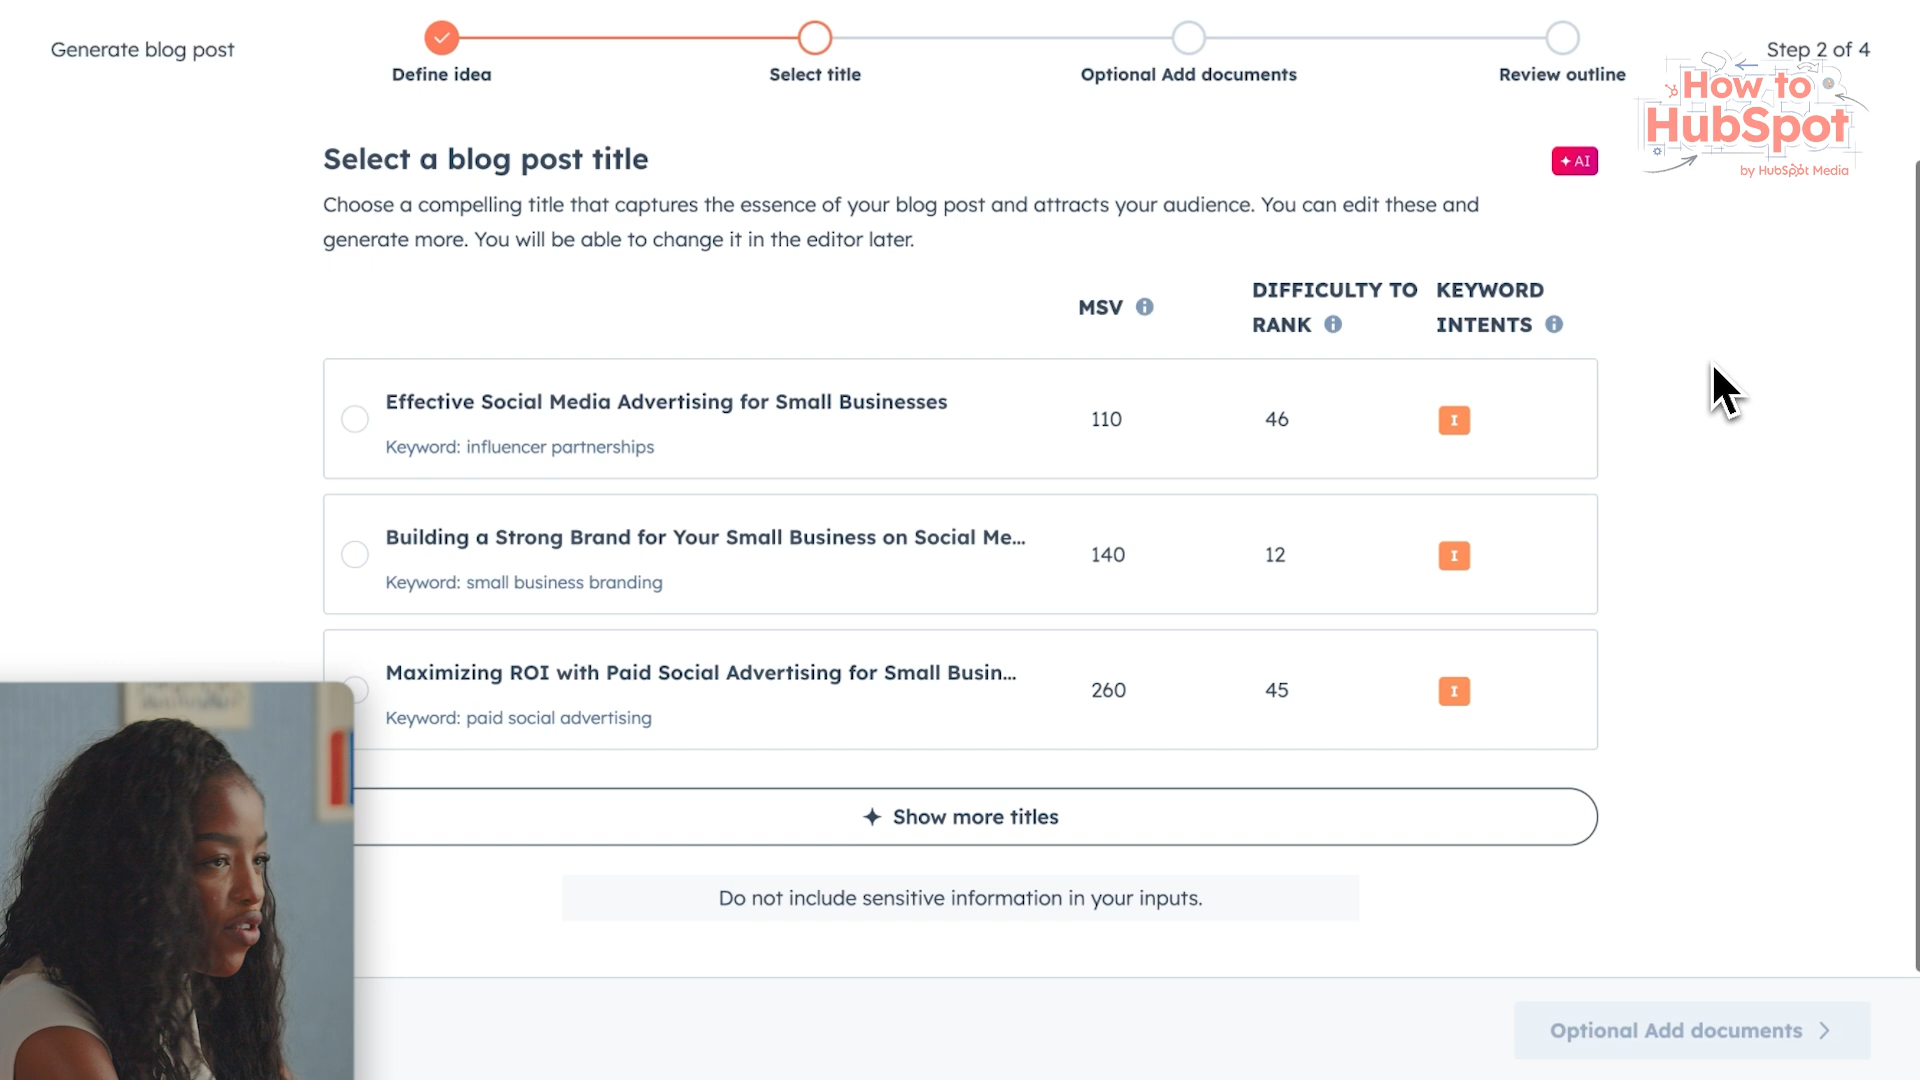 Generate blog post
Define idea
Select title
Optional Add documents
Review outline
Step 2 of 4
How to
HubSpot
by HubSpot Media
Select a blog post title
AI
Choose a compelling title that captures the essence of your blog post and attracts your audience. You can edit these and
generate more. You will be able to change it in the editor later.
MSV
DIFFICULTY TO
RANK
KEYWORD
INTENTS
Effective Social Media Advertising for Small Businesses
Keyword: influencer partnerships
110
46
I
Building a Strong Brand for Your Small Business on Social Me...
Keyword: small business branding
140
12
I
Maximizing ROI with Paid Social Advertising for Small Busin...
Keyword: paid social advertising
260
45
I
Show more titles
Do not include sensitive information in your inputs.
Optional Add documents